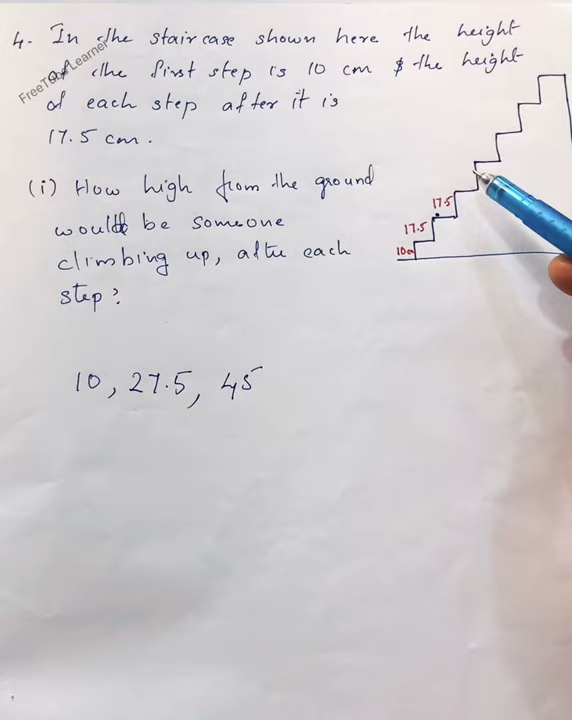 4. In the staircase shown here the height
of the first step is 10 cm & the height
of each step after it is
17.5 cm.
(i) How high from the ground
would be someone
climbing up, after each
step?
17.5
17.5
10
10, 27.5, 45